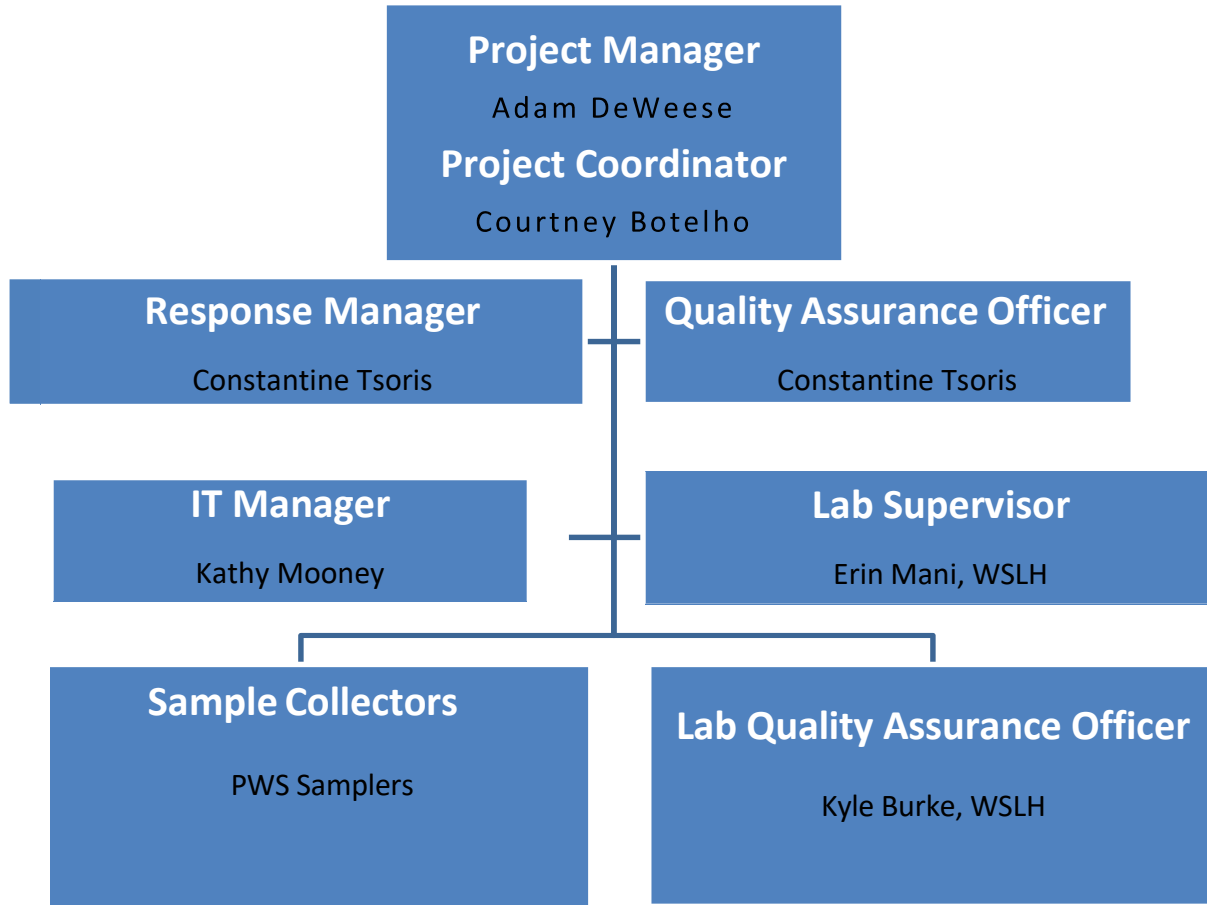 Project Manager
Adam DeWeese
Project Coordinator
Courtney Botelho
Response Manager
Constantine Tsoris
Quality Assurance Officer
Constantine Tsoris
IT Manager
Kathy Mooney
Lab Supervisor
Erin Mani, WSLH
Sample Collectors
PWS Samplers
Lab Quality Assurance Officer
Kyle Burke, WSLH